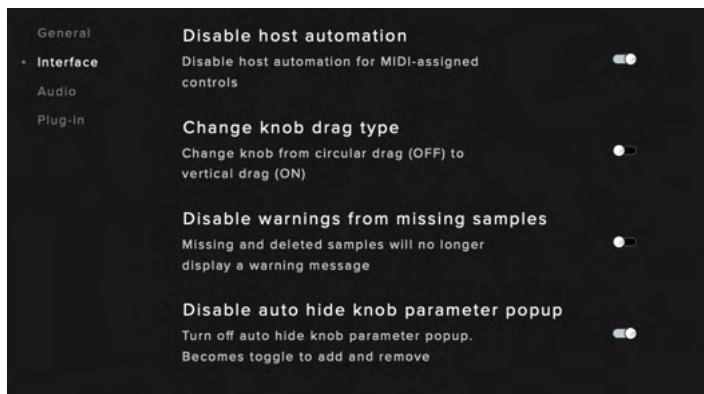 General
Interface
Audio
Plug-in
Disable host automation
Disable host automation for MIDI-assigned
controls
Change knob drag type
Change knob from circular drag (OFF) to
vertical drag (ON)
Disable warnings from missing samples
Missing and deleted samples will no longer
display a warning message
Disable auto hide knob parameter popup
Turn off auto hide knob parameter popup.
Becomes toggle to add and remove